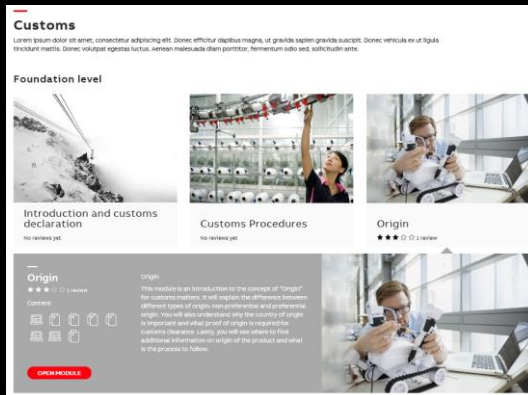 Customs
Lorem ipsum dolor sit amet, consectetur adipiscing elit. Donec efficitur dapibus magna, ut gravida sapien gravida suscipit. Donec vehicula ex ut ligula
tincidunt mattis. Donec volutpat egestas luctus. Aenean malesuada diam porttitor, fermentum odio sed, sollicitudin ante.
Foundation level
Introduction and customs
declaration
No reviews yet
Customs Procedures
No reviews yet
Origin
1 review
Origin
1 review
Content
OPEN MODULE
Origin
This module is an introduction to the concept of "Origin"
for customs matters. It will explain the difference between
different types of origin: non-preferential and preferential
origin. You will also understand why the country of origin
is important and what proof of origin is required for
customs clearance. Lastly, you will see where to find
additional information on origin of the product and what
is the process to follow.